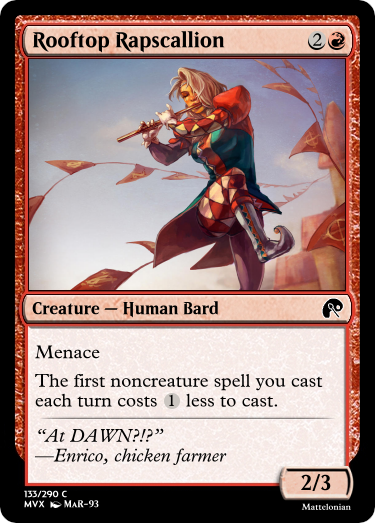 Rooftop Rapscallion 2
Creature — Human Bard
Menace
The first noncreature spell you cast
each turn costs 1 less to cast.
“At DAWN?!?”
—Enrico, chicken farmer
2/3
133/290 C
MVX MAR-93
Mattelonian